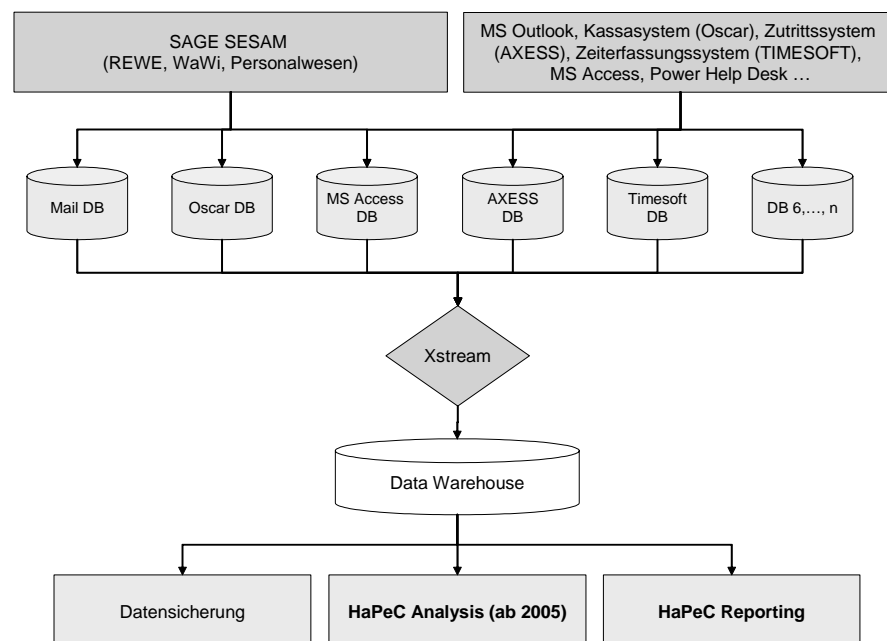 SAGE SESAM
(REWE, WaWi, Personalwesen)
MS Outlook, Kassasystem (Oscar), Zutrittssystem
(AXESS), Zeiterfassungssystem (TIMESOFT),
MS Access, Power Help Desk …
Mail DB
Oscar DB
MS Access
DB
AXESS
DB
Timesoft
DB
DB 6,…, n
Xstream
Data Warehouse
Datensicherung
HaPeC Analysis (ab 2005)
HaPeC Reporting